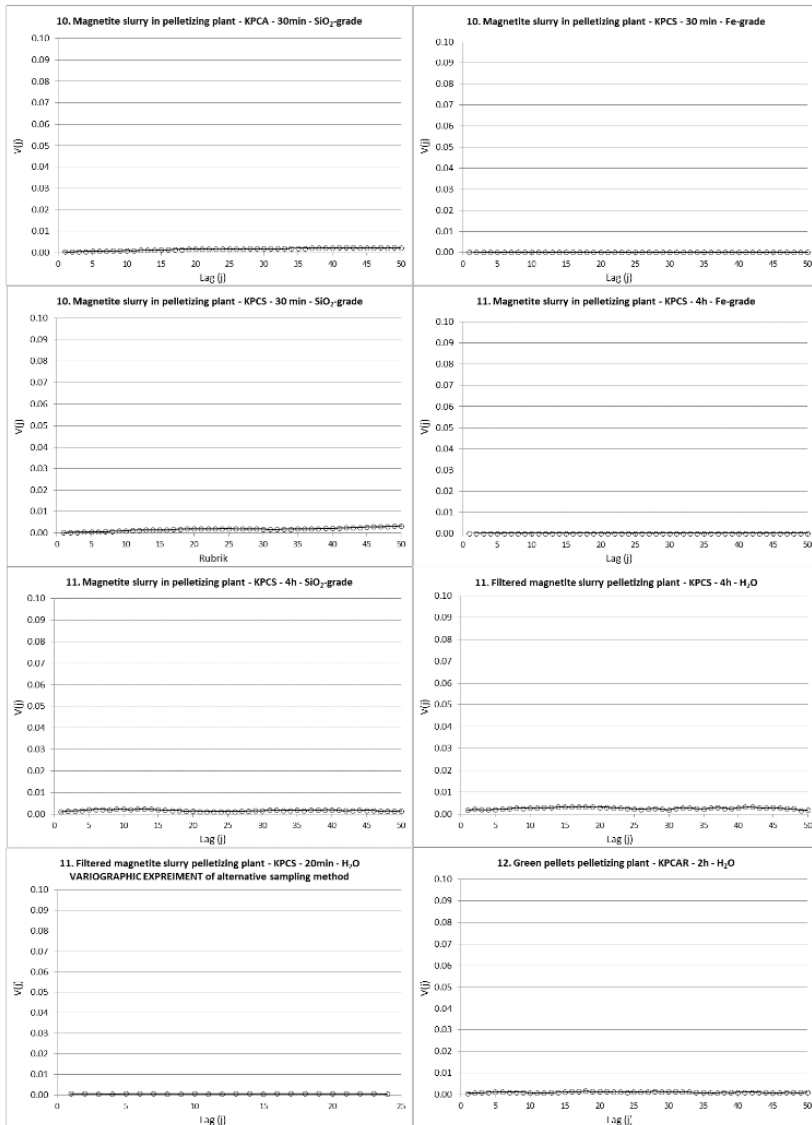 10. Magnetite slurry in pelletizing plant - KPCA - 30min - SiO₂-grade
0.10
0.09
0.08
0.07
0.06
0.05
0.04
0.03
0.02
0.01
0.00
V(j)
0 5 10 15 20 25 30 35 40 45 50
Lag (j)
10. Magnetite slurry in pelletizing plant - KPCS - 30 min - Fe-grade
0.10
0.09
0.08
0.07
0.06
0.05
0.04
0.03
0.02
0.01
0.00
V(j)
0 5 10 15 20 25 30 35 40 45 50
Lag (j)
10. Magnetite slurry in pelletizing plant - KPCS - 30 min - SiO₂-grade
0.10
0.09
0.08
0.07
0.06
0.05
0.04
0.03
0.02
0.01
0.00
V(j)
0 5 10 15 20 25 30 35 40 45 50
Rubrik
11. Magnetite slurry in pelletizing plant - KPCS - 4h - Fe-grade
0.10
0.09
0.08
0.07
0.06
0.05
0.04
0.03
0.02
0.01
0.00
V(j)
0 5 10 15 20 25 30 35 40 45 50
Lag (j)
11. Magnetite slurry in pelletizing plant - KPCS - 4h - SiO₂-grade
0.10
0.09
0.08
0.07
0.06
0.05
0.04
0.03
0.02
0.01
0.00
V(j)
0 5 10 15 20 25 30 35 40 45 50
Lag (j)
11. Filtered magnetite slurry pelletizing plant - KPCS - 4h - H₂O
0.10
0.09
0.08
0.07
0.06
0.05
0.04
0.03
0.02
0.01
0.00
V(j)
0 5 10 15 20 25 30 35 40 45 50
Lag (j)
11. Filtered magnetite slurry pelletizing plant - KPCS - 20min - H₂O
VARIOGRAPHIC EXPREIMENT of alternative sampling method
0.10
0.09
0.08
0.07
0.06
0.05
0.04
0.03
0.02
0.01
0.00
V(j)
0 5 10 15 20 25
Lag (j)
12. Green pellets pelletizing plant - KPCAR - 2h - H₂O
0.10
0.09
0.08
0.07
0.06
0.05
0.04
0.03
0.02
0.01
0.00
V(j)
0 5 10 15 20 25 30 35 40 45 50
Lag (j)